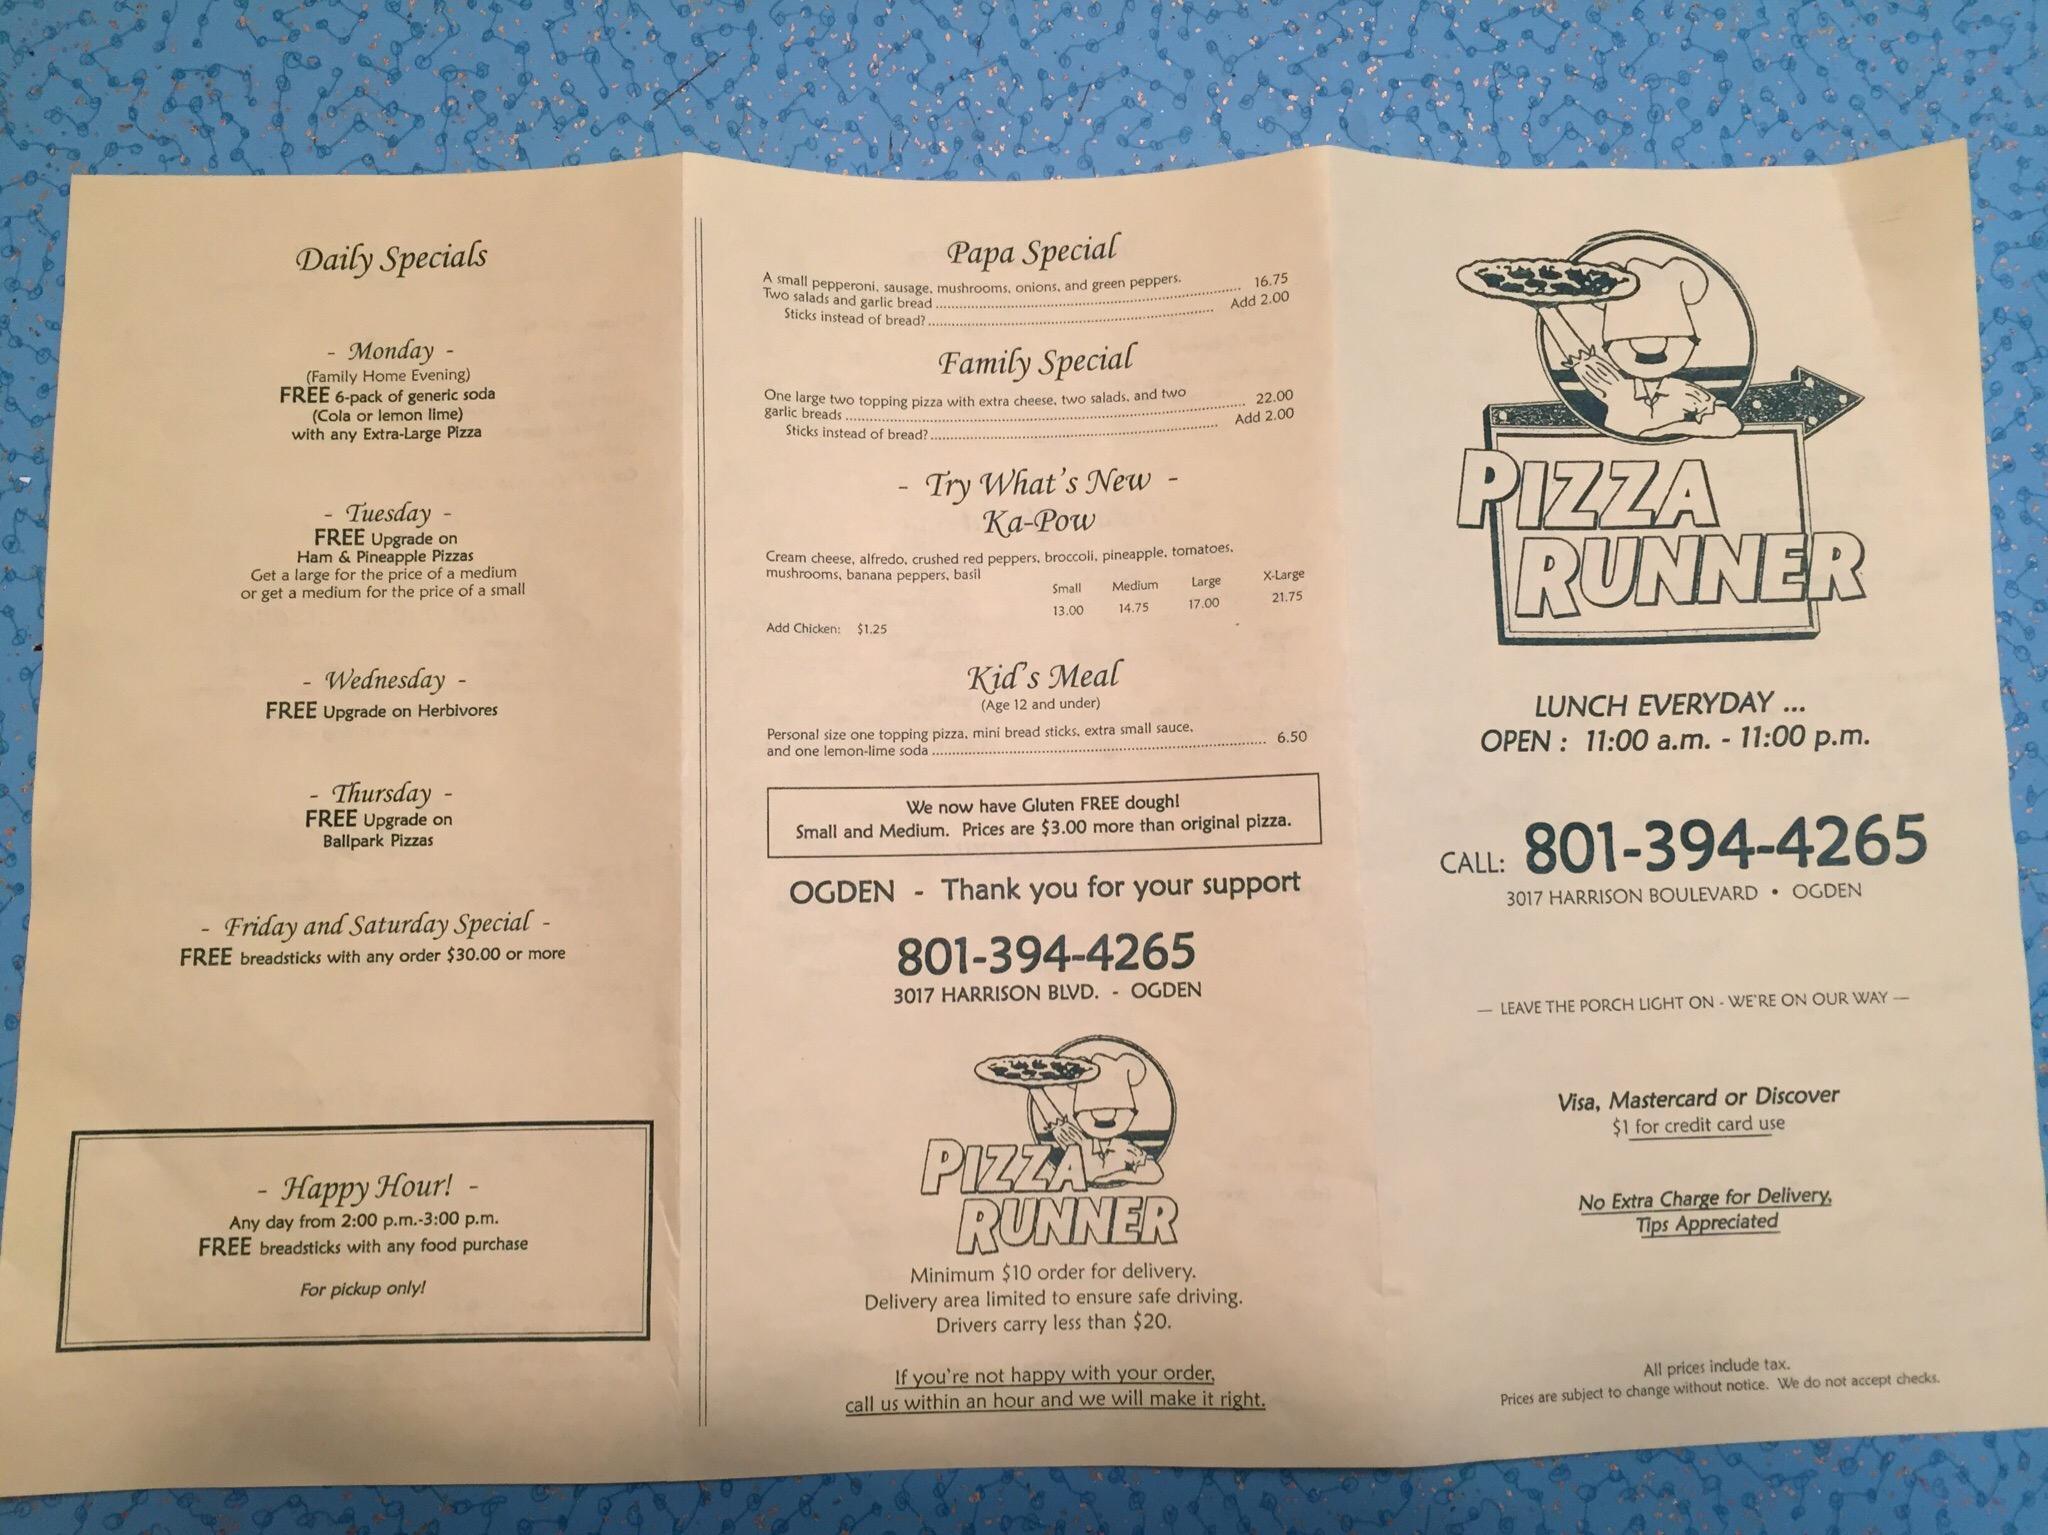 Daily Specials
- Monday -
(Family Home Evening)
FREE 6-pack of generic soda
(Cola or lemon lime)
with any Extra-Large Pizza
- Tuesday -
FREE Upgrade on
Ham & Pineapple Pizzas
Get a large for the price of a medium
or get a medium for the price of a small
- Wednesday -
FREE Upgrade on Herbivores
- Thursday -
FREE Upgrade on
Ballpark Pizzas
- Friday and Saturday Special -
FREE breadsticks with any order $30.00 or more
- Happy Hour! -
Any day from 2:00 p.m.-3:00 p.m.
FREE breadsticks with any food purchase
For pickup only!
Papa Special
A small pepperoni, sausage, mushrooms, onions, and green peppers.
Two salads and garlic bread ........ 16.75
Sticks instead of bread? ........ Add 2.00
Family Special
One large two topping pizza with extra cheese, two salads, and two
garlic breads ........ 22.00
Sticks instead of bread? ........ Add 2.00
- Try What's New -
Ka-Pow
Cream cheese, alfredo, crushed red peppers, broccoli, pineapple, tomatoes,
mushrooms, banana peppers, basil
Small Medium Large X-Large
13.00 14.75 17.00 21.75
Add Chicken: $1.25
Kid's Meal
(Age 12 and under)
Personal size one topping pizza, mini bread sticks, extra small sauce,
and one lemon-lime soda ........ 6.50
We now have Gluten FREE dough!
Small and Medium. Prices are $3.00 more than original pizza.
OGDEN - Thank you for your support
801-394-4265
3017 HARRISON BLVD. - OGDEN
PIZZA
RUNNER
Minimum $10 order for delivery.
Delivery area limited to ensure safe driving.
Drivers carry less than $20.
If you're not happy with your order,
call us within an hour and we will make it right.
PIZZA
RUNNER
LUNCH EVERYDAY ...
OPEN : 11:00 a.m. - 11:00 p.m.
CALL: 801-394-4265
3017 HARRISON BOULEVARD • OGDEN
— LEAVE THE PORCH LIGHT ON - WE'RE ON OUR WAY —
Visa, Mastercard or Discover
$1 for credit card use
No Extra Charge for Delivery,
Tips Appreciated
All prices include tax.
Prices are subject to change without notice. We do not accept checks.